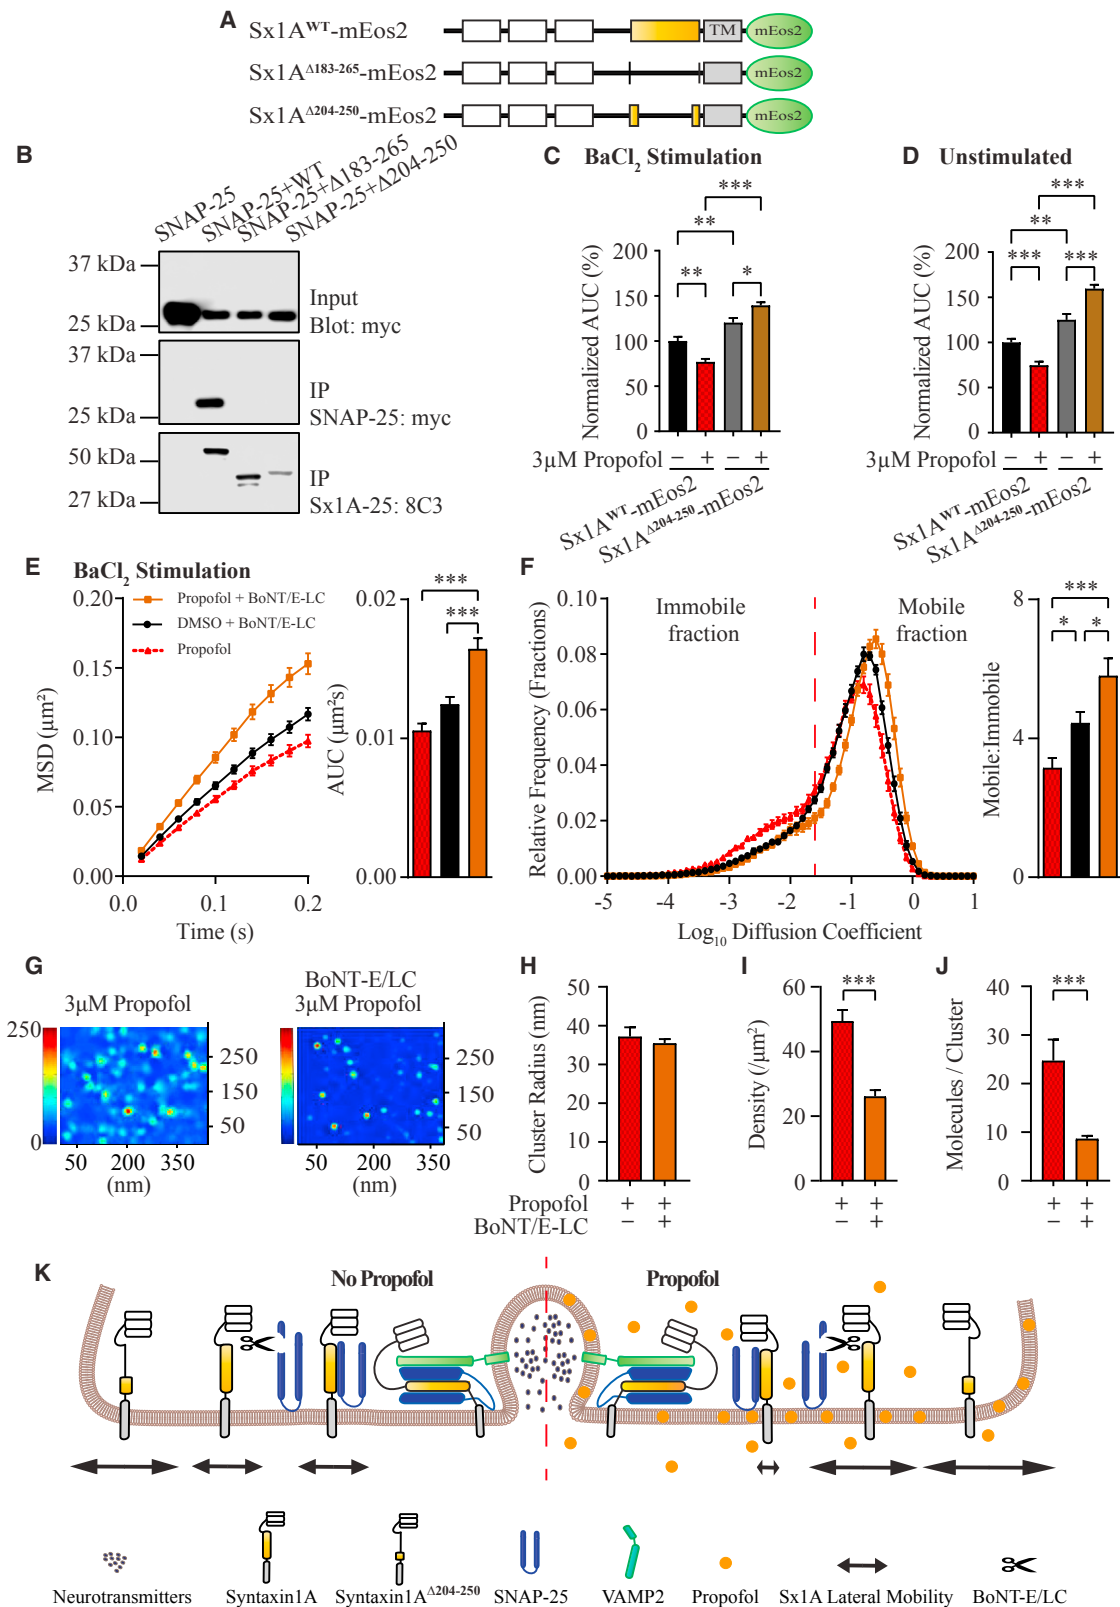 A
Sx1A^WT-mEos2
TM
mEos2
Sx1A^Δ183-265-mEos2
mEos2
Sx1A^Δ204-250-mEos2
mEos2
B
SNAP-25
SNAP-25+WT
SNAP-25+Δ183-265
SNAP-25+Δ204-250
37 kDa
25 kDa
Input
Blot: myc
37 kDa
25 kDa
IP
SNAP-25: myc
50 kDa
27 kDa
IP
Sx1A-25: 8C3
C
BaCl₂ Stimulation
Normalized AUC (%)
200
150
100
50
0
***
**
**
*
3µM Propofol
− + − +
Sx1A^WT-mEos2
Sx1A^Δ204-250-mEos2
D
Unstimulated
Normalized AUC (%)
200
150
100
50
0
***
**
***
***
3µM Propofol
− + − +
Sx1A^WT-mEos2
Sx1A^Δ204-250-mEos2
E
BaCl₂ Stimulation
Propofol + BoNT/E-LC
DMSO + BoNT/E-LC
Propofol
MSD (µm²)
0.20
0.15
0.10
0.05
0.00
0.0 0.1 0.2
Time (s)
AUC (µm²s)
0.02
0.01
0.00
***
***
F
Immobile fraction
Mobile fraction
Relative Frequency (Fractions)
0.10
0.08
0.06
0.04
0.02
0.00
-5 -4 -3 -2 -1 0 1
Log₁₀ Diffusion Coefficient
Mobile:Immobile
8
4
0
***
* *
G
3µM Propofol
250
0
250
150
50
50 200 350
(nm)
BoNT-E/LC
3µM Propofol
250
150
50
50 200 350
(nm)
H
Cluster Radius (nm)
50
40
30
20
10
0
Propofol + +
BoNT/E-LC − +
I
Density (/µm²)
60
40
20
0
***
+ +
− +
J
Molecules / Cluster
40
30
20
10
0
***
+ +
− +
K
No Propofol
Propofol
Neurotransmitters
Syntaxin1A
Syntaxin1A^Δ204-250
SNAP-25
VAMP2
Propofol
Sx1A Lateral Mobility
BoNT-E/LC